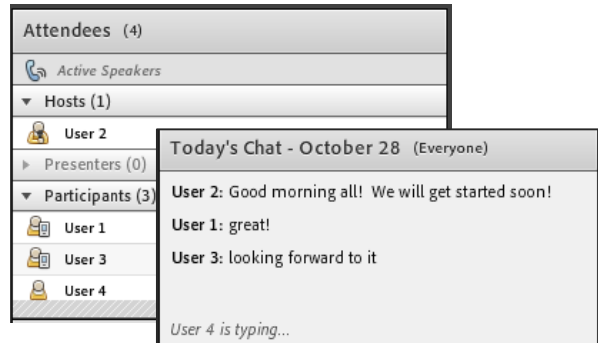 Attendees (4)
Active Speakers
Hosts (1)
User 2
Presenters (0)
Participants (3)
User 1
User 3
User 4
Today's Chat - October 28 (Everyone)
User 2: Good morning all! We will get started soon!
User 1: great!
User 3: looking forward to it
User 4 is typing...